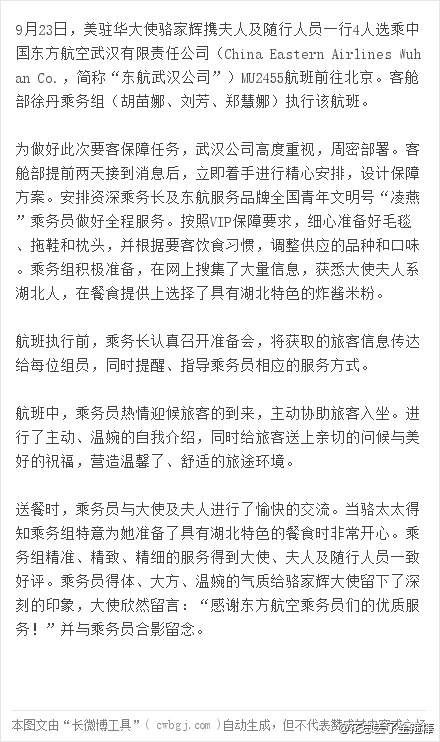 9月23日，美驻华大使骆家辉携夫人及随行人员一行4人选乘中
国东方航空武汉有限责任公司（China Eastern Airlines Wuh
an Co.，简称“东航武汉公司”）MU2455航班前往北京。客舱
部徐丹乘务组（胡苗娜、刘芳、郑慧娜）执行该航班。
为做好此次要客保障任务，武汉公司高度重视，周密部署。客
舱部提前两天接到消息后，立即着手进行精心安排，设计保障
方案。安排资深乘务长及东航服务品牌全国青年文明号“凌燕
”乘务员做好全程服务。按照VIP保障要求，细心准备好毛毯
、拖鞋和枕头，并根据要客饮食习惯，调整供应的品种和口味
。乘务组积极准备，在网上搜集了大量信息，获悉大使夫人系
湖北人，在餐食提供上选择了具有湖北特色的炸酱米粉。
航班执行前，乘务长认真召开准备会，将获取的旅客信息传达
给每位组员，同时提醒、指导乘务员相应的服务方式。
航班中，乘务员热情迎候旅客的到来，主动协助旅客入坐。进
行了主动、温婉的自我介绍，同时给旅客送上亲切的问候与美
好的祝福，营造温馨了、舒适的旅途环境。
送餐时，乘务员与大使及夫人进行了愉快的交流。当骆太太得
知乘务组特意为她准备了具有湖北特色的餐食时非常开心。乘
务组精准、精致、精细的服务得到大使、夫人及随行人员一致
好评。乘务员得体、大方、温婉的气质给骆家辉大使留下了深
刻的印象，大使欣然留言：“感谢东方航空乘务员们的优质服
务！”并与乘务员合影留念。
本图文由“长微博工具”( cwbgj.com )自动生成，但不代表赞成